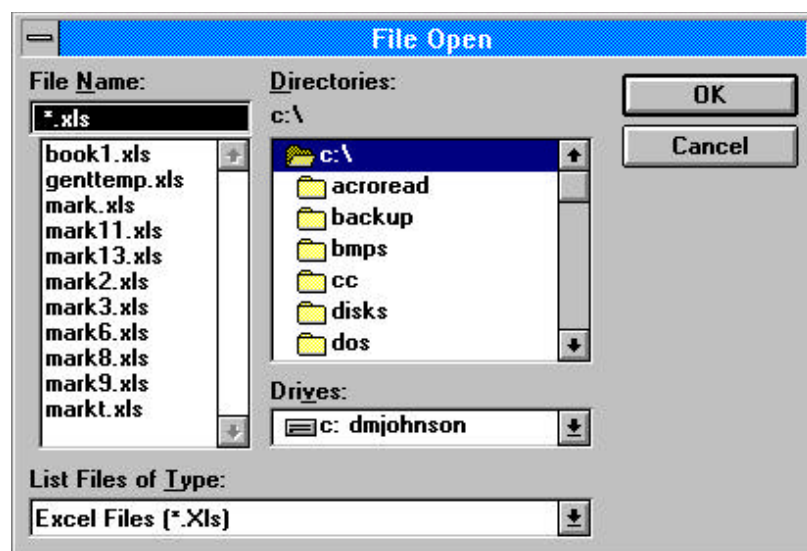 File Open
File Name:
*.xls
book1.xls
genttemp.xls
mark.xls
mark11.xls
mark13.xls
mark2.xls
mark3.xls
mark6.xls
mark8.xls
mark9.xls
markt.xls
Directories:
c:\
c:\
acroread
backup
bmps
cc
disks
dos
Drives:
c: dmjohnson
OK
Cancel
List Files of Type:
Excel Files (*.Xls)